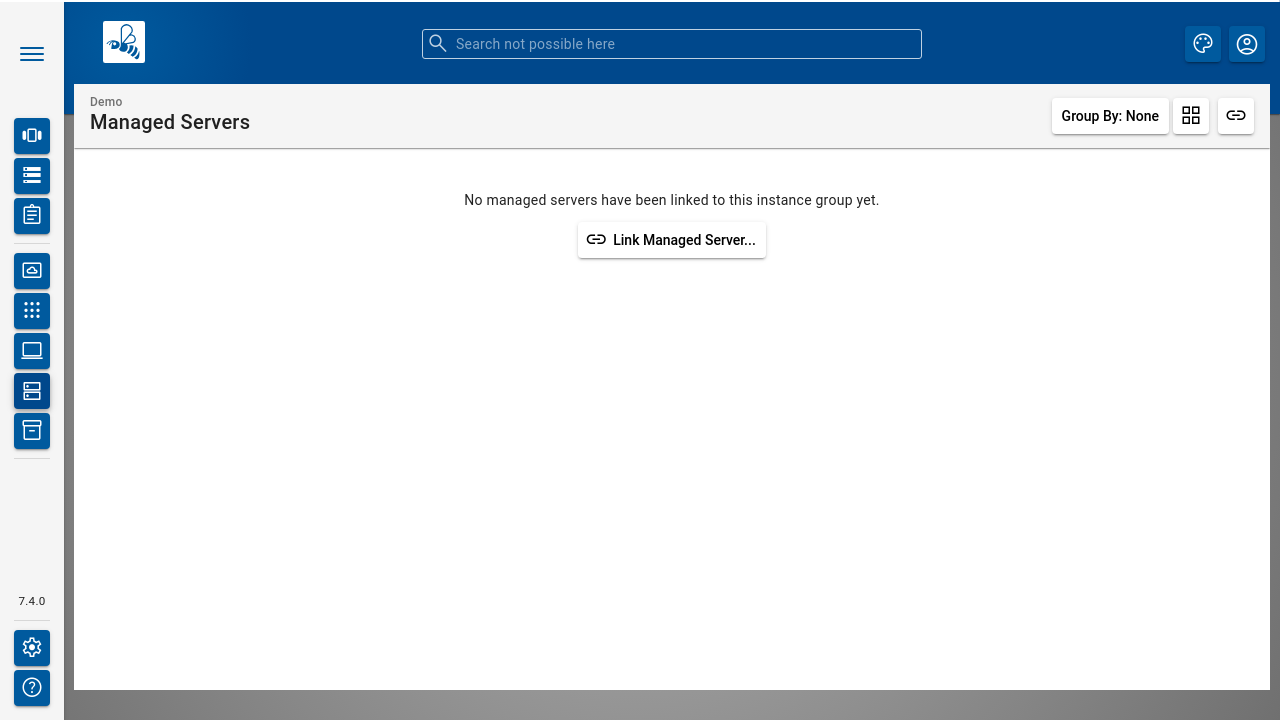 Search not possible here
Demo
Managed Servers
Group By: None
No managed servers have been linked to this instance group yet.
Link Managed Server...
7.4.0